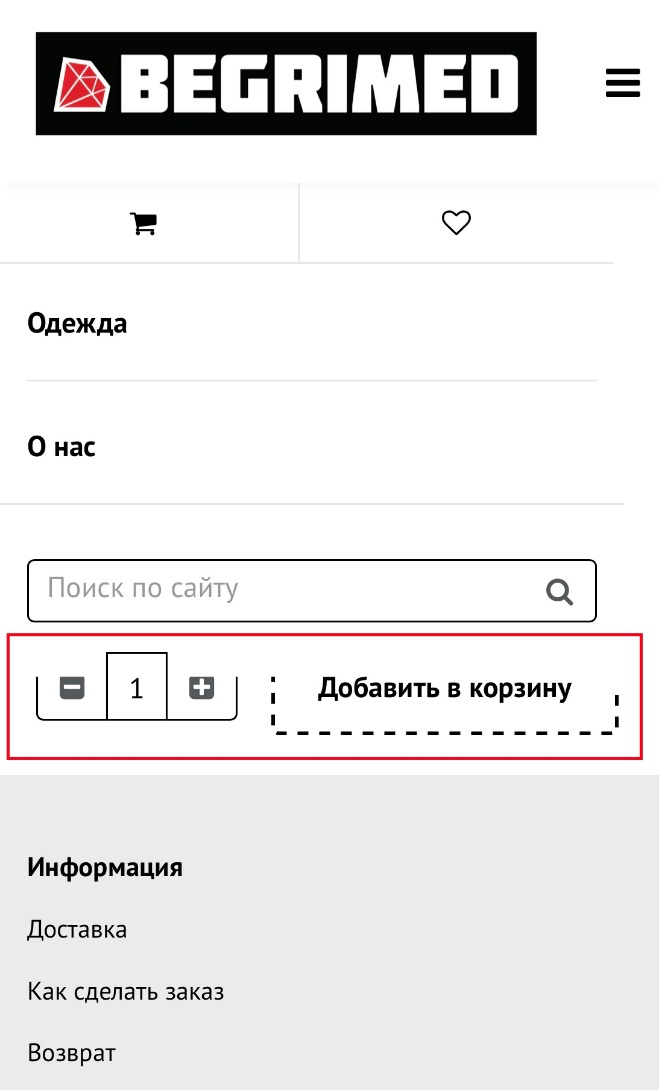 BEGRIMED
Одежда
О нас
Поиск по сайту
1 Добавить в корзину
Информация
Доставка
Как сделать заказ
Возврат